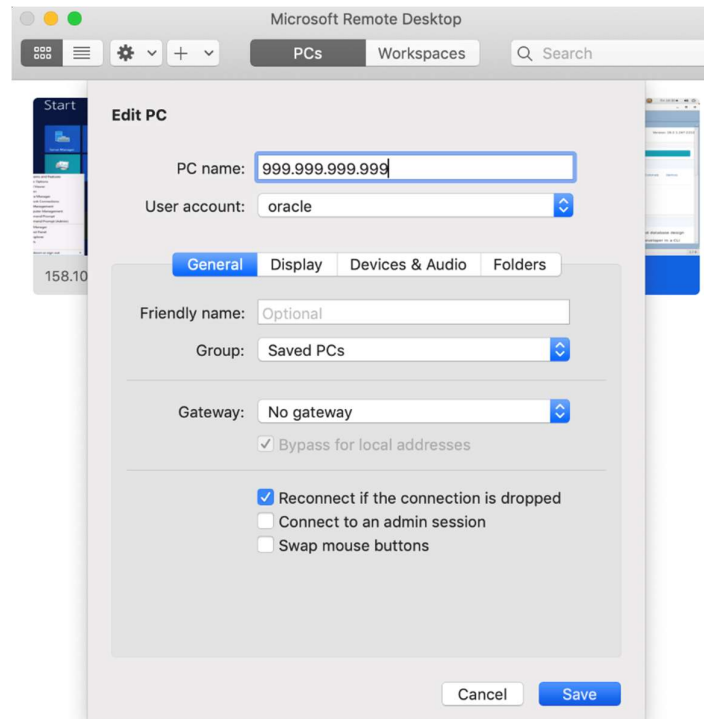 Microsoft Remote Desktop
PCs Workspaces Search
Start
Edit PC
PC name: 999.999.999.999
User account: oracle
158.10
General Display Devices & Audio Folders
Friendly name: Optional
Group: Saved PCs
Gateway: No gateway
Bypass for local addresses
Reconnect if the connection is dropped
Connect to an admin session
Swap mouse buttons
Cancel Save